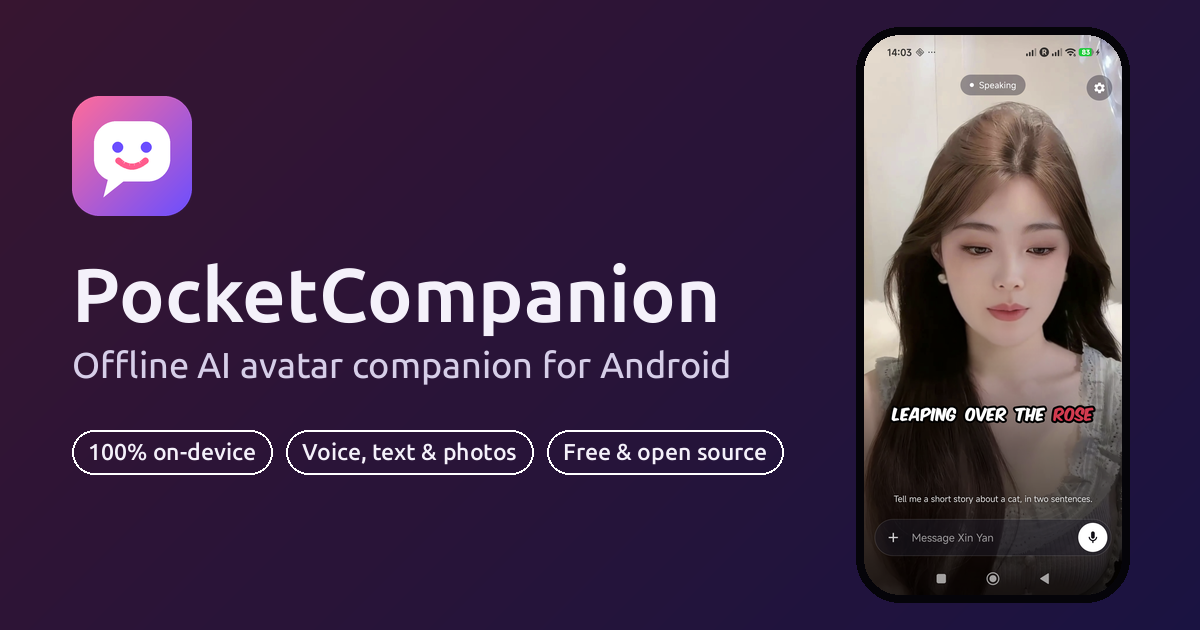 PocketCompanion
Offline AI avatar companion for Android
100% on-device
Voice, text & photos
Free & open source
14:03
83
Speaking
LEAPING OVER THE ROSE
Tell me a short story about a cat, in two sentences.
Message Xin Yan